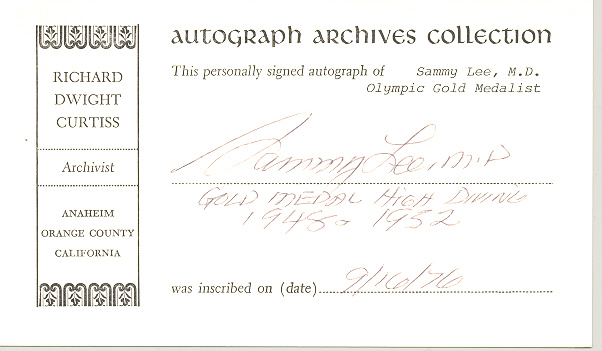 AUTOGRAPH ARCHIVES COLLECTION
RICHARD
DWIGHT
CURTISS
Archivist
ANAHEIM
ORANGE COUNTY
CALIFORNIA
This personally signed autograph of Sammy Lee, M.D.
Olympic Gold Medalist
Sammy Lee, M.D
GOLD MEDAL HIGH DIVING
1948 1952
was inscribed on (date) 9/16/76